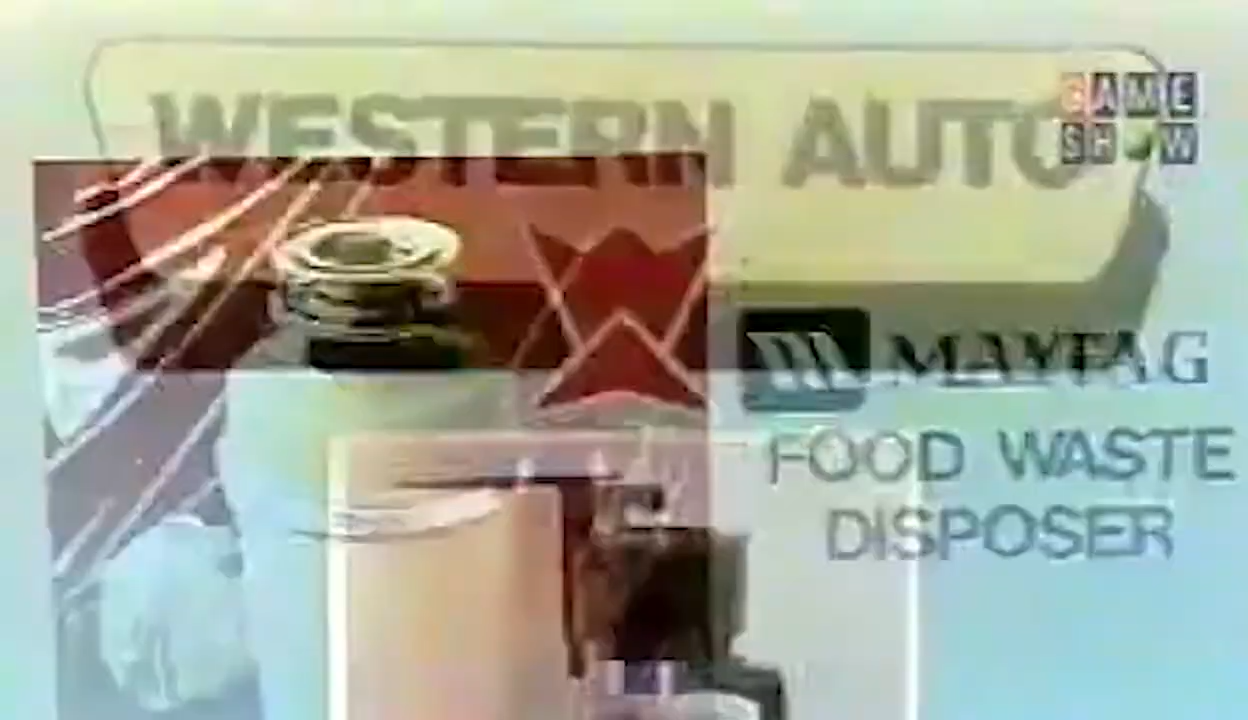 WESTERN AUTO
GAME
SHOW
MAYTAG
FOOD WASTE
DISPOSER